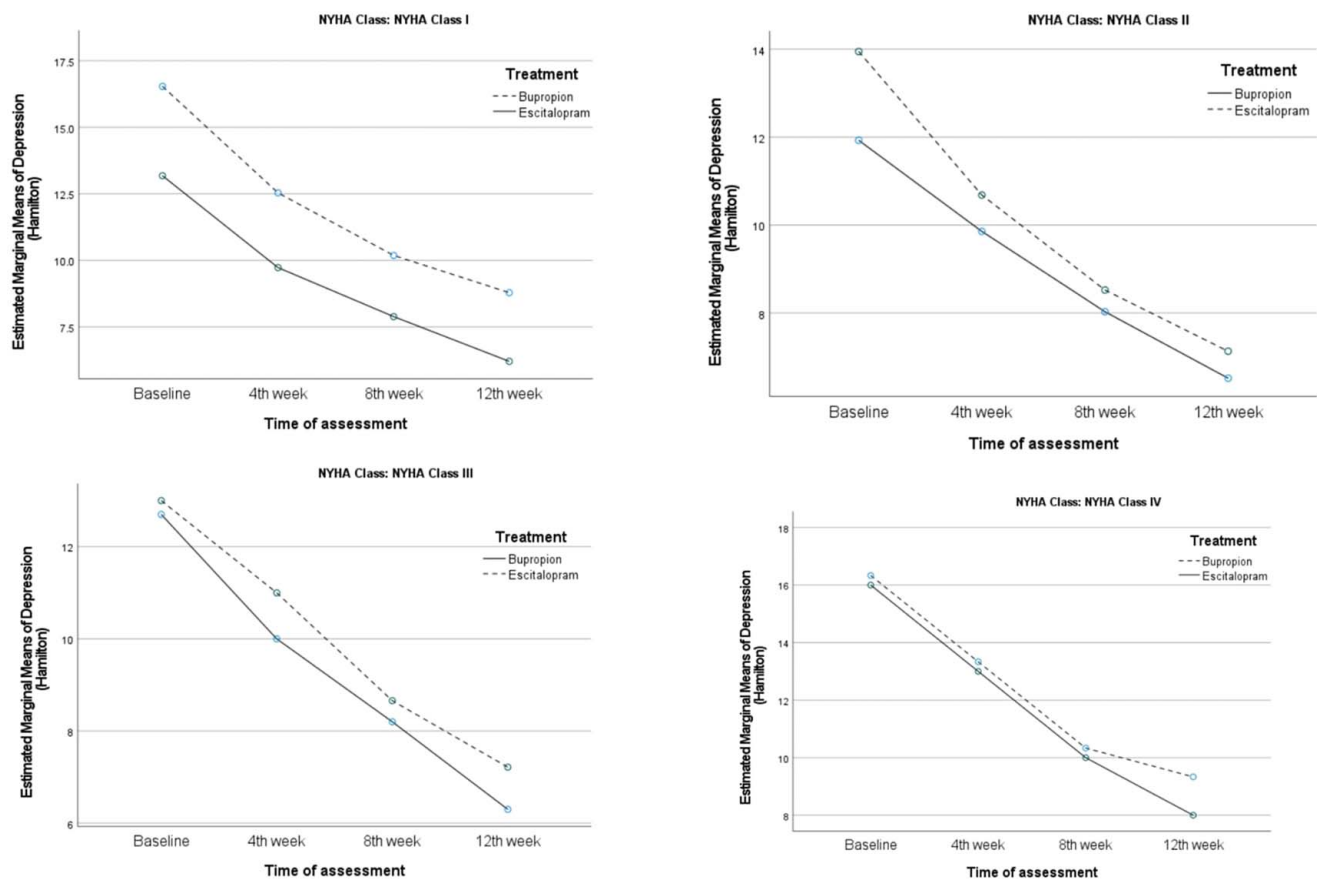 NYHA Class: NYHA Class I
Estimated Marginal Means of Depression
(Hamilton)
17.5
15.0
12.5
10.0
7.5
Treatment
Bupropion
Escitalopram
Baseline
4th week
8th week
12th week
Time of assessment
NYHA Class: NYHA Class II
Estimated Marginal Means of Depression
(Hamilton)
14
12
10
8
Treatment
Bupropion
Escitalopram
Baseline
4th week
8th week
12th week
Time of assessment
NYHA Class: NYHA Class III
Estimated Marginal Means of Depression
(Hamilton)
12
10
8
6
Treatment
Bupropion
Escitalopram
Baseline
4th week
8th week
12th week
Time of assessment
NYHA Class: NYHA Class IV
Estimated Marginal Means of Depression
(Hamilton)
18
16
14
12
10
8
Treatment
Bupropion
Escitalopram
Baseline
4th week
8th week
12th week
Time of assessment